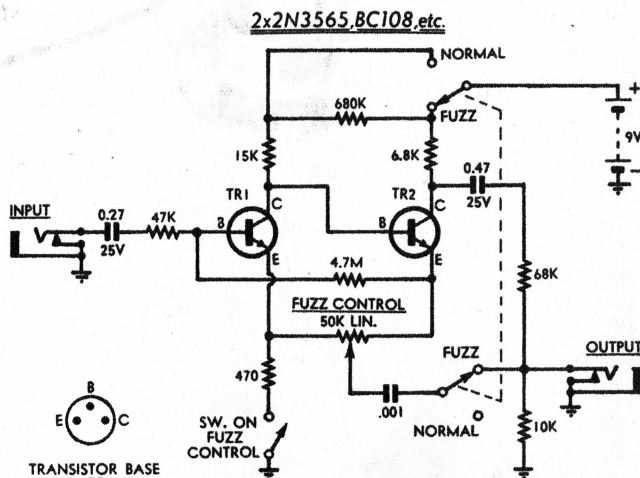 2x2N3565, BC108, etc.
NORMAL
680K
FUZZ
+
9V
-
15K
6.8K
TR1
C
TR2
C
0.47
25V
INPUT
0.27
25V
47K
B
B
E
E
4.7M
68K
FUZZ CONTROL
50K LIN.
FUZZ
OUTPUT
470
.001
NORMAL
10K
SW. ON
FUZZ
CONTROL
B
E
C
TRANSISTOR BASE